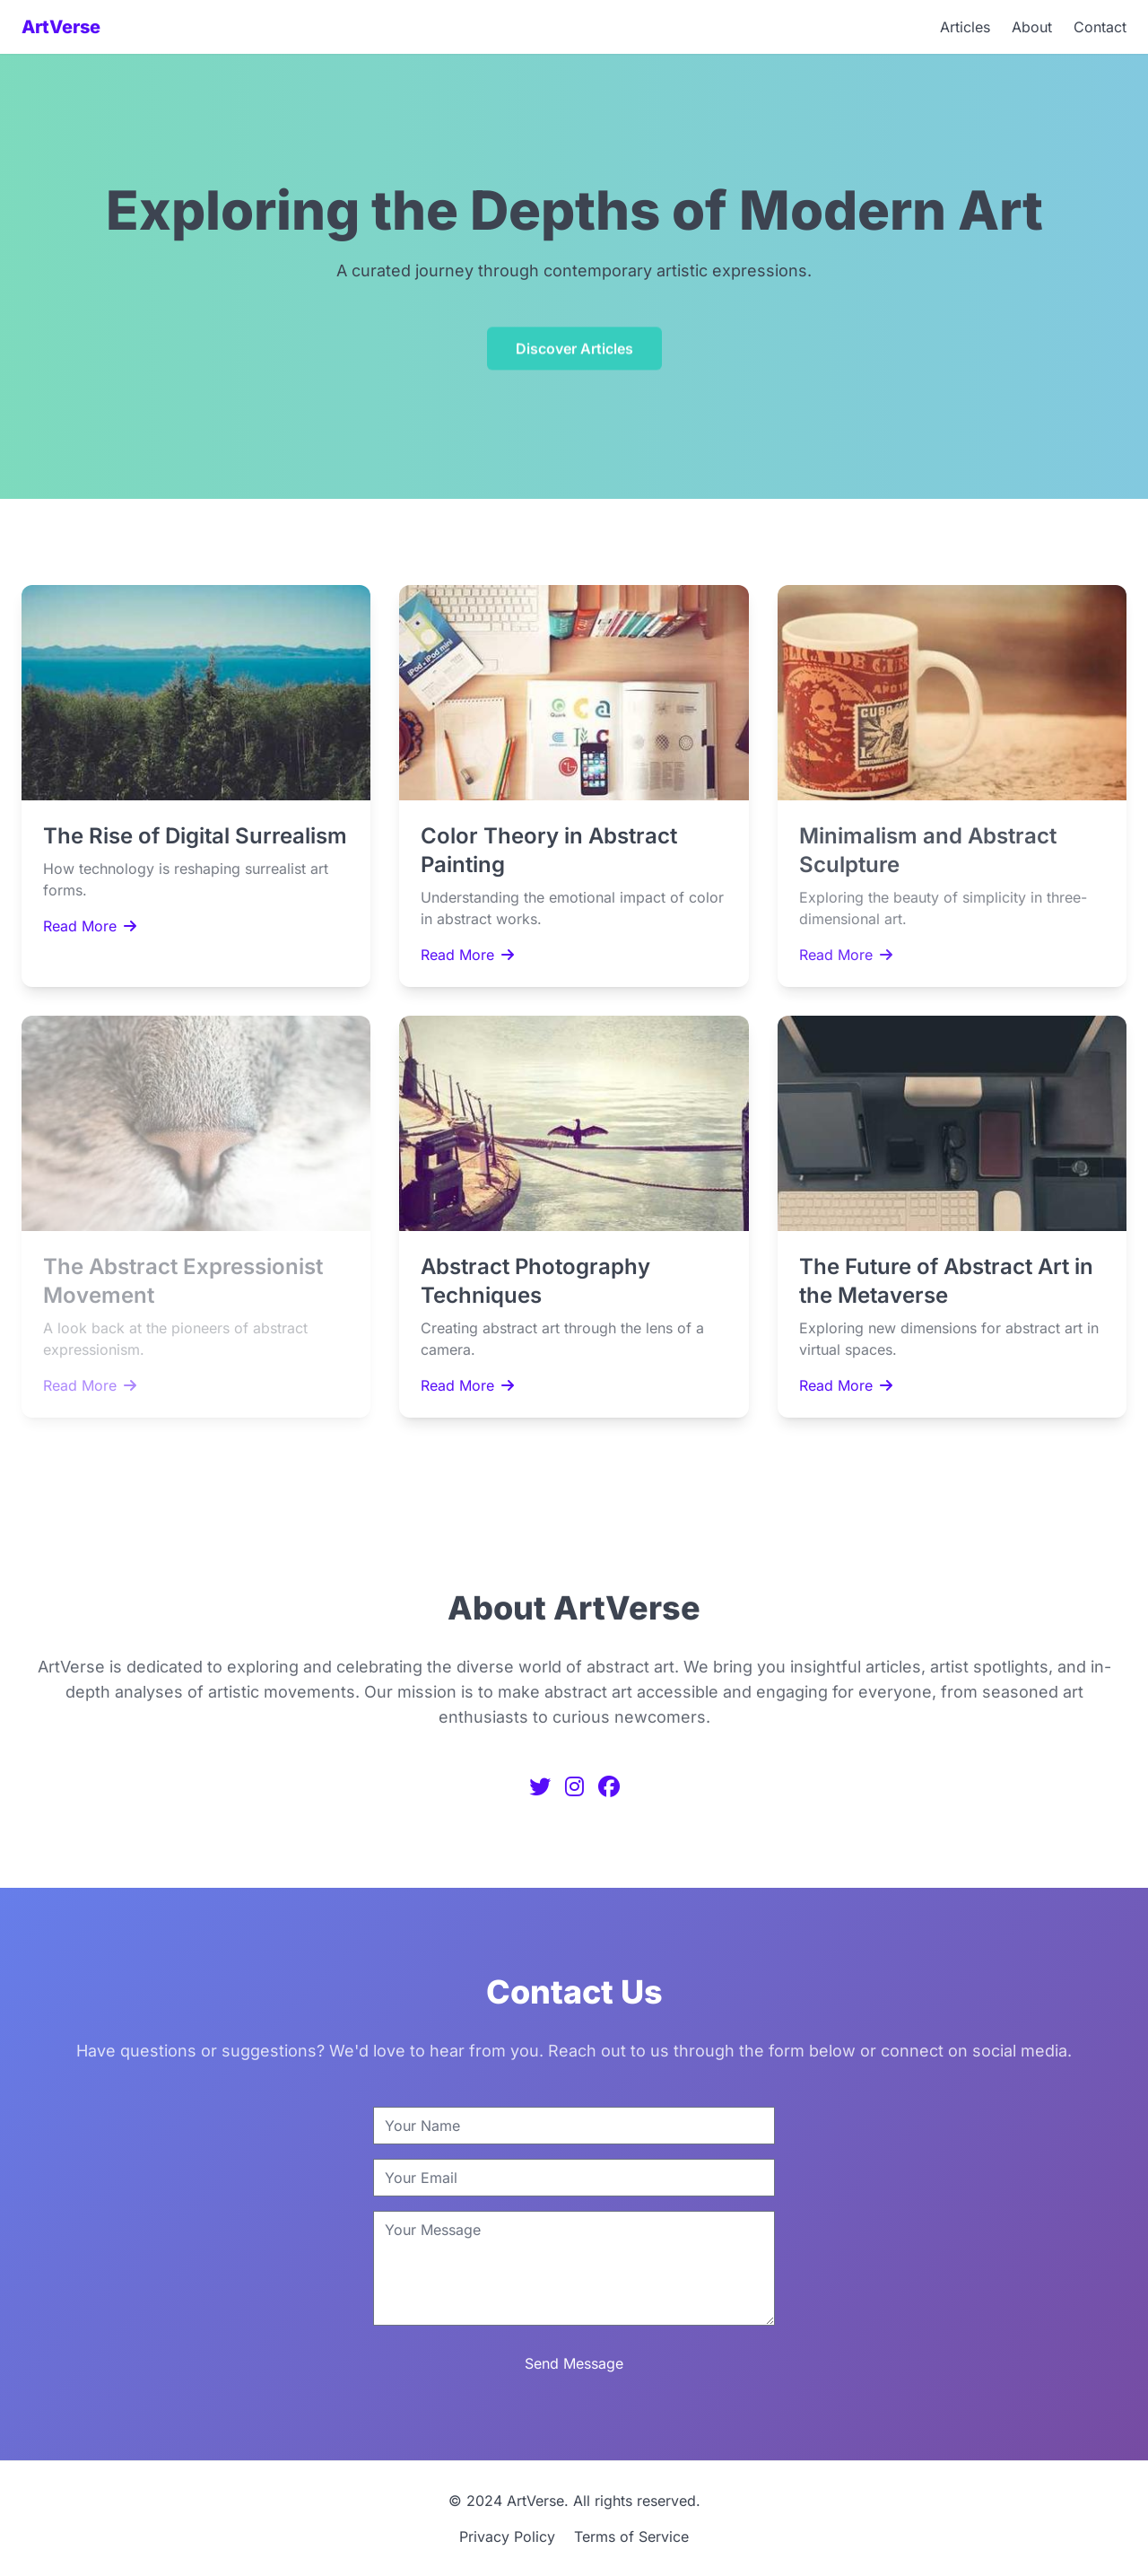 ArtVerse
Articles
About
Contact
Exploring the Depths of Modern Art
A curated journey through contemporary artistic expressions.
Discover Articles
iPod & iPod mini
Quark
CUBA
The Rise of Digital Surrealism
How technology is reshaping surrealist art
forms.
Read More
Color Theory in Abstract
Painting
Understanding the emotional impact of color
in abstract works.
Read More
Minimalism and Abstract
Sculpture
Exploring the beauty of simplicity in three-
dimensional art.
Read More
The Abstract Expressionist
Movement
A look back at the pioneers of abstract
expressionism.
Read More
Abstract Photography
Techniques
Creating abstract art through the lens of a
camera.
Read More
The Future of Abstract Art in
the Metaverse
Exploring new dimensions for abstract art in
virtual spaces.
Read More
About ArtVerse
ArtVerse is dedicated to exploring and celebrating the diverse world of abstract art. We bring you insightful articles, artist spotlights, and in-
depth analyses of artistic movements. Our mission is to make abstract art accessible and engaging for everyone, from seasoned art
enthusiasts to curious newcomers.
Contact Us
Have questions or suggestions? We'd love to hear from you. Reach out to us through the form below or connect on social media.
Your Name
Your Email
Your Message
Send Message
© 2024 ArtVerse. All rights reserved.
Privacy Policy
Terms of Service